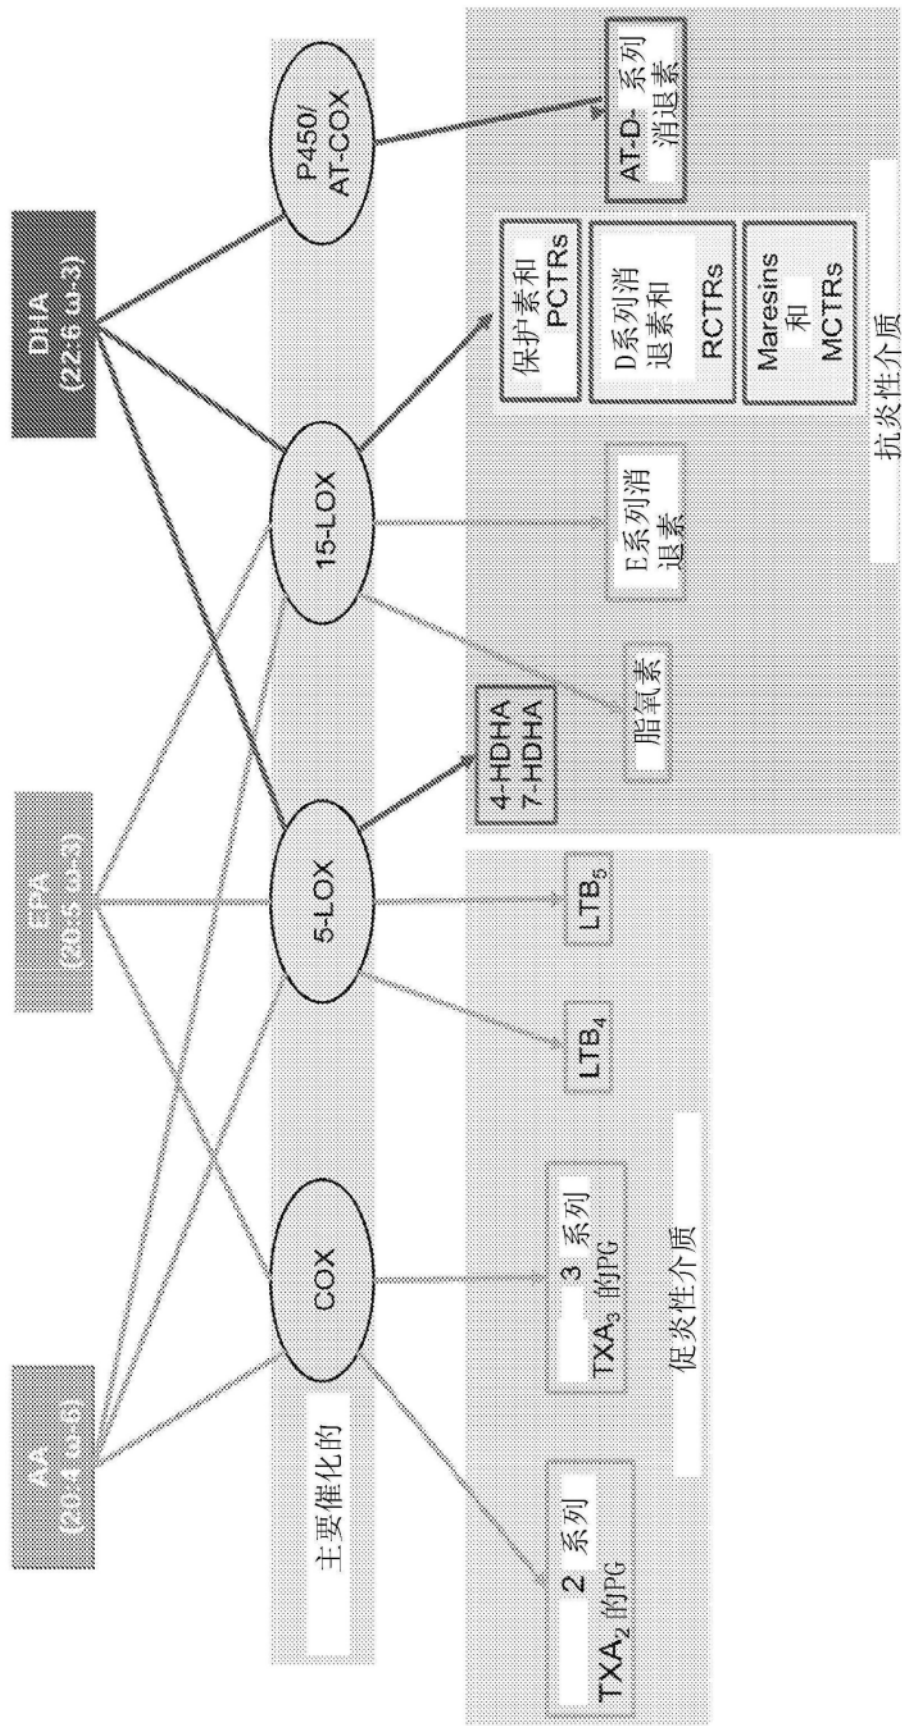 AA
(20:4 ω-6)
EPA
(20:5 ω-3)
DHA
(22:6 ω-3)
主要催化的
COX
5-LOX
15-LOX
P450/
AT-COX
2 系列
TXA₂ 的PG
3 系列
TXA₃ 的PG
LTB₄
LTB₅
促炎性介质
4-HDHA
7-HDHA
脂氧素
E系列消
退素
保护素和
PCTRs
D系列消
退素和
RCTRs
Maresins
和
MCTRs
AT-D- 系列
消退素
抗炎性介质